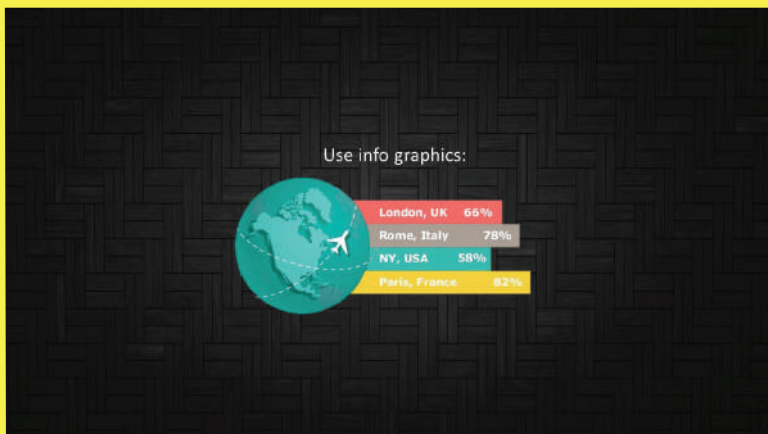 Use info graphics:
London, UK 66%
Rome, Italy 78%
NY, USA 58%
Paris, France 82%